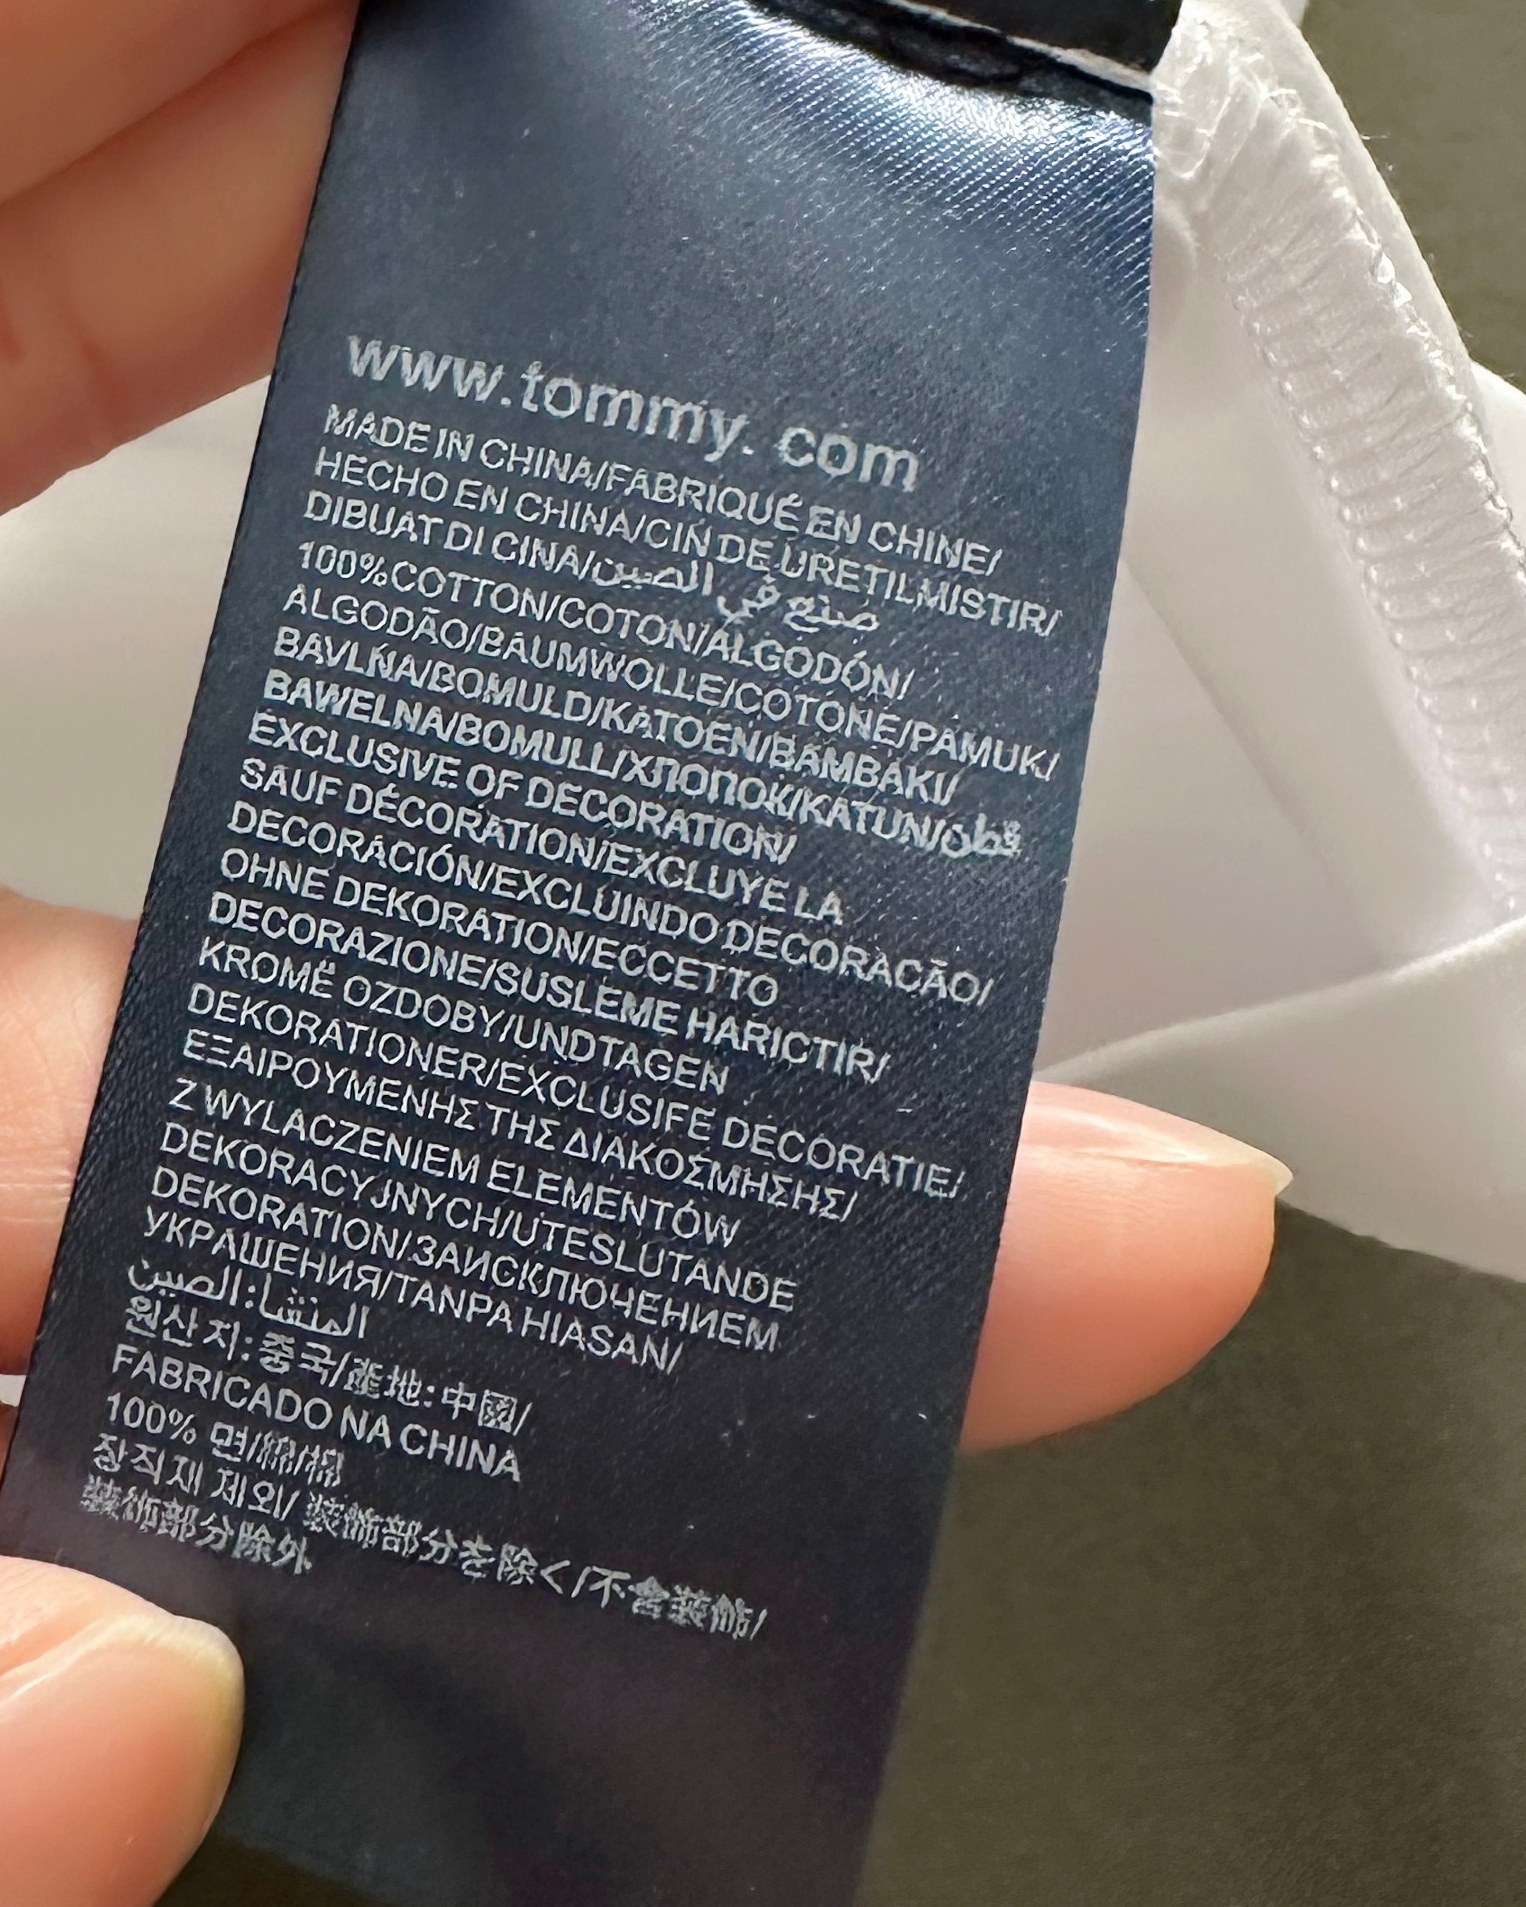 www.tommy. com
MADE IN CHINA/FABRIQUÉ EN CHINE/
HECHO EN CHINA/CIN DE URETILMISTIR/
DIBUAT DI CINA/صنع في الصين
100%COTTON/COTON/ALGODÓN/
ALGODÃO/BAUMWOLLE/COTONE/PAMUK/
BAVLNA/BOMULD/KATOEN/BAMBAKI/
BAWELNA/BOMULL/ХЛОПОК/KATUN/قطن
EXCLUSIVE OF DECORATION/
SAUF DÉCORATION/EXCLUYE LA
DECORACIÓN/EXCLUINDO DECORAÇÃO/
OHNE DEKORATION/ECCETTO
DECORAZIONE/SUSLEME HARICTIR/
KROMĚ OZDOBY/UNDTAGEN
DEKORATIONER/EXCLUSIFE DECORATIE/
ΕΞΑΙΡΟΥΜΕΝΗΣ ΤΗΣ ΔΙΑΚΟΣΜΗΣΗΣ/
Z WYLACZENIEM ELEMENTÓW
DEKORACYJNYCH/UTESLUTANDE
DEKORATION/ЗАИСКЛЮЧЕНИЕМ
УКРАШЕНИЯ/TANPA HIASAN/
المنشا: الصين
원산 지: 중국/産地:中國/
FABRICADO NA CHINA
100% 면/綿/棉
장직재 제외/ 装飾部分を除く/不含装飾/
装飾部分除外